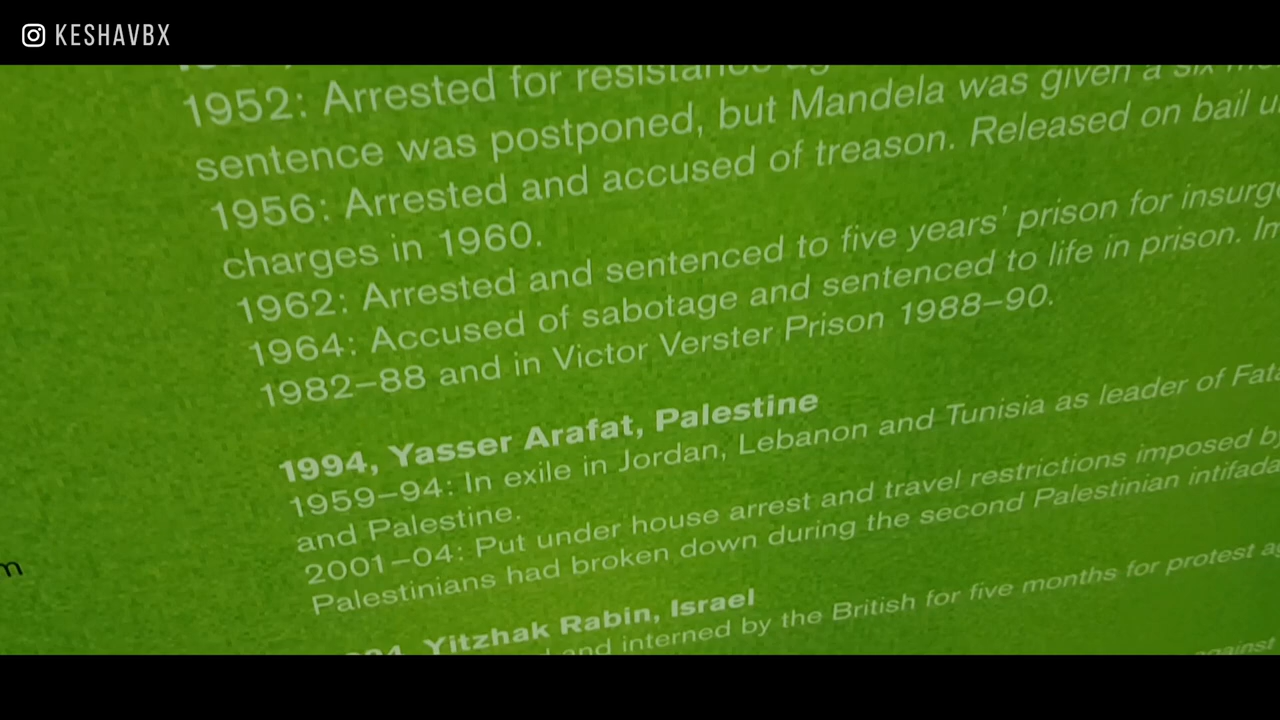 KESHAVBX
1952: Arrested for resistance
sentence was postponed, but Mandela was given a six
1956: Arrested and accused of treason. Released on bail
charges in 1960.
1962: Arrested and sentenced to five years' prison for
1964: Accused of sabotage and sentenced to life in prison.
1982–88 and in Victor Verster Prison 1988–90.
1994, Yasser Arafat, Palestine
1959–94: In exile in Jordan, Lebanon and Tunisia as leader of
and Palestine.
2001–04: Put under house arrest and travel restrictions imposed
Palestinians had broken down during the second Palestinian intifada
Yitzhak Rabin, Israel
and interned by the British for five months for protest
against